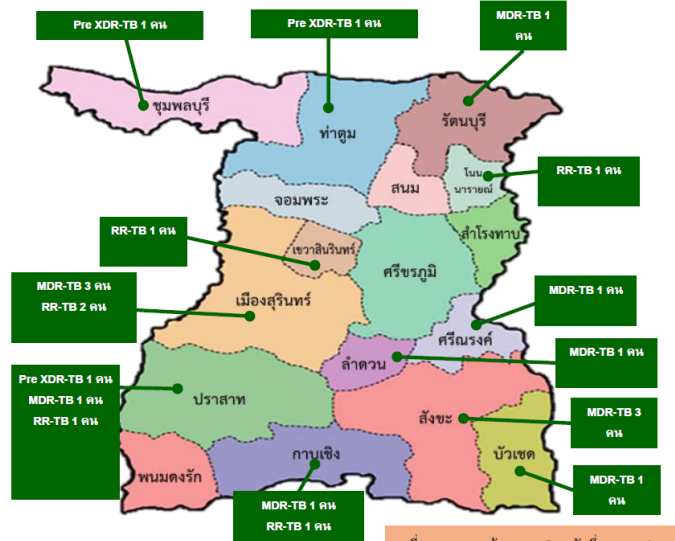 Pre XDR-TB 1 คน
Pre XDR-TB 1 คน
MDR-TB 1
คน
ชุมพลบุรี
ท่าตูม
รัตนบุรี
RR-TB 1 คน
โนน
นารายณ์
สนม
จอมพระ
RR-TB 1 คน
เขวาสินรินทร์
สำโรงทาบ
ศรีขรภูมิ
MDR-TB 3 คน
RR-TB 2 คน
เมืองสุรินทร์
MDR-TB 1 คน
ศรีณรงค์
MDR-TB 1 คน
ลำดวน
Pre XDR-TB 1 คน
MDR-TB 1 คน
RR-TB 1 คน
ปราสาท
สังขะ
MDR-TB 3
คน
บัวเชด
กาบเชิง
พนมดงรัก
MDR-TB 1
คน
MDR-TB 1 คน
RR-TB 1 คน